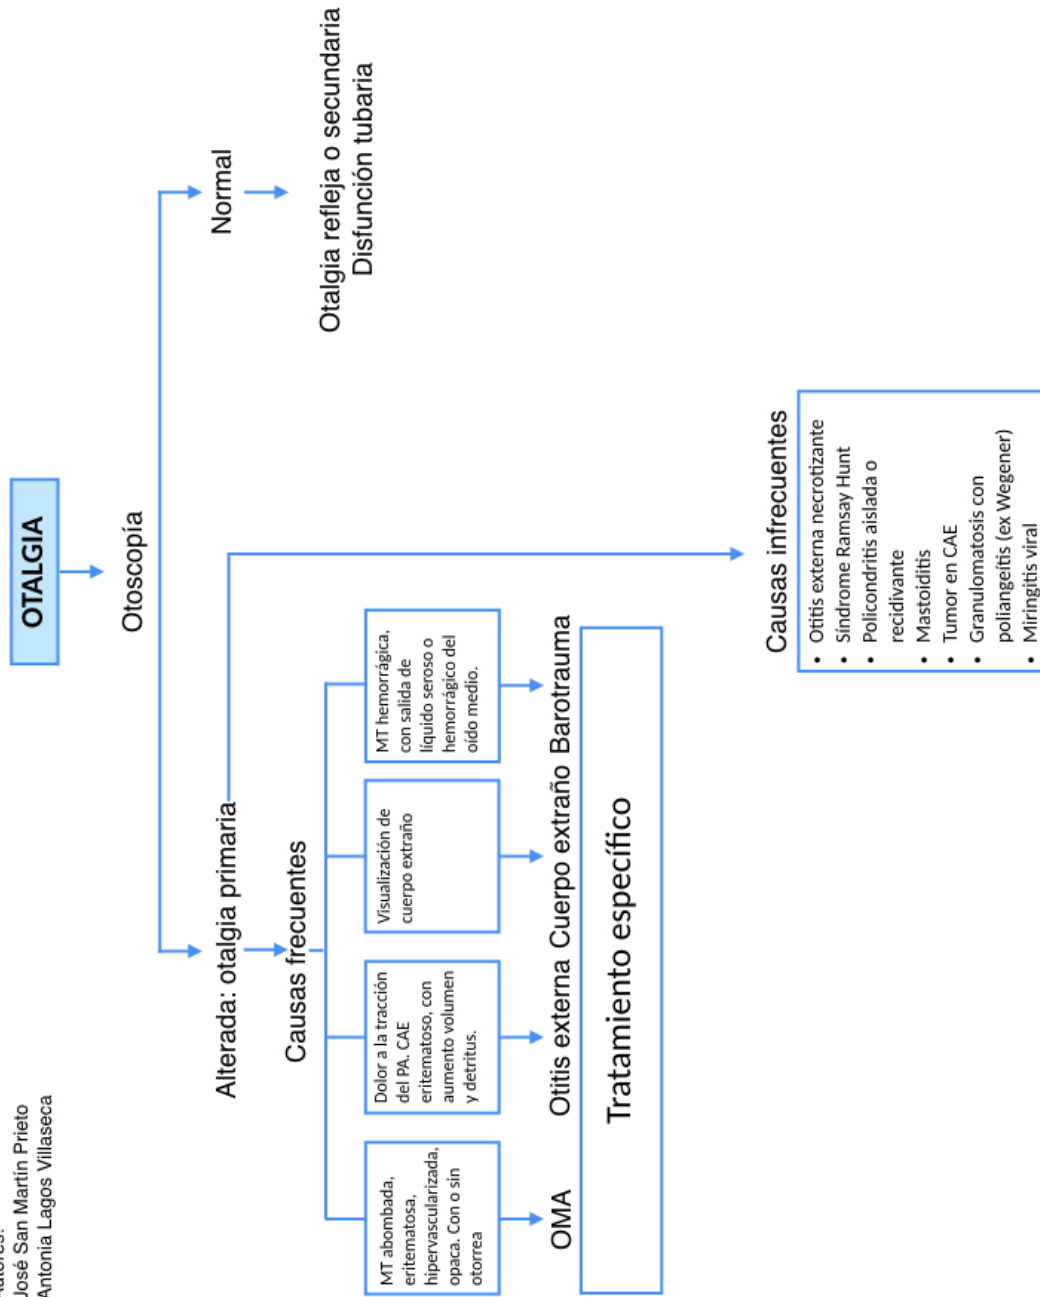 Autores:
José San Martín Prieto
Antonia Lagos Villaseca
OTALGIA
Otoscopía
Alterada: otalgia primaria
Normal
Otalgia refleja o secundaria
Disfunción tubaria
Causas frecuentes
MT abombada,
eritematosa,
hipervascularizada,
opaca. Con o sin
otorrea
Dolor a la tracción
del PA. CAE
eritematoso, con
aumento volumen
y detritus.
Visualización de
cuerpo extraño
MT hemorrágica,
con salida de
líquido seroso o
hemorrágico del
oído medio.
OMA
Otitis externa
Cuerpo extraño
Barotrauma
Tratamiento específico
Causas infrecuentes
• Otitis externa necrotizante
• Síndrome Ramsay Hunt
• Policondritis aislada o
recidivante
• Mastoiditis
• Tumor en CAE
• Granulomatosis con
poliangeítis (ex Wegener)
• Miringitis viral